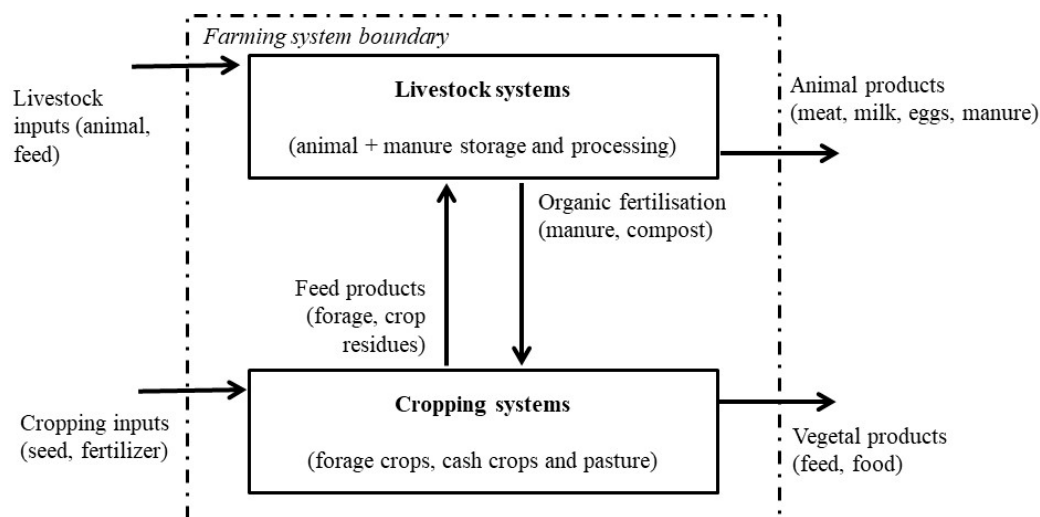 Farming system boundary
Livestock
inputs (animal,
feed)
Livestock systems
(animal + manure storage and processing)
Animal products
(meat, milk, eggs, manure)
Organic fertilisation
(manure, compost)
Feed products
(forage, crop
residues)
Cropping inputs
(seed, fertilizer)
Cropping systems
(forage crops, cash crops and pasture)
Vegetal products
(feed, food)